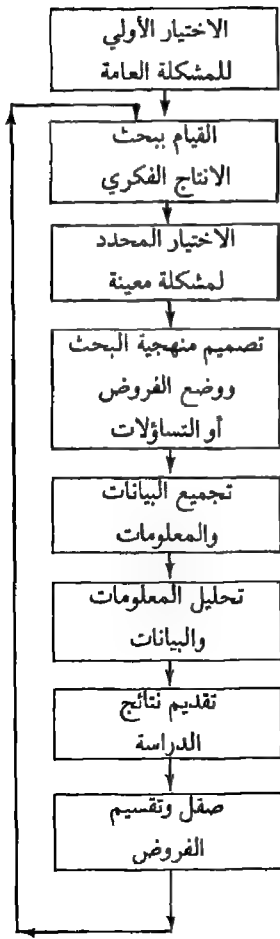 الاختيار الأولي
للمشكلة العامة
القيام ببحث
الانتاج الفكري
الاختيار المحدد
لمشكلة معينة
تصميم منهجية البحث
ووضع الفروض
أو التساؤلات
تجميع البيانات
والمعلومات
تحليل المعلومات
والبيانات
تقديم نتائج
الدراسة
صقل وتقسيم
الفروض